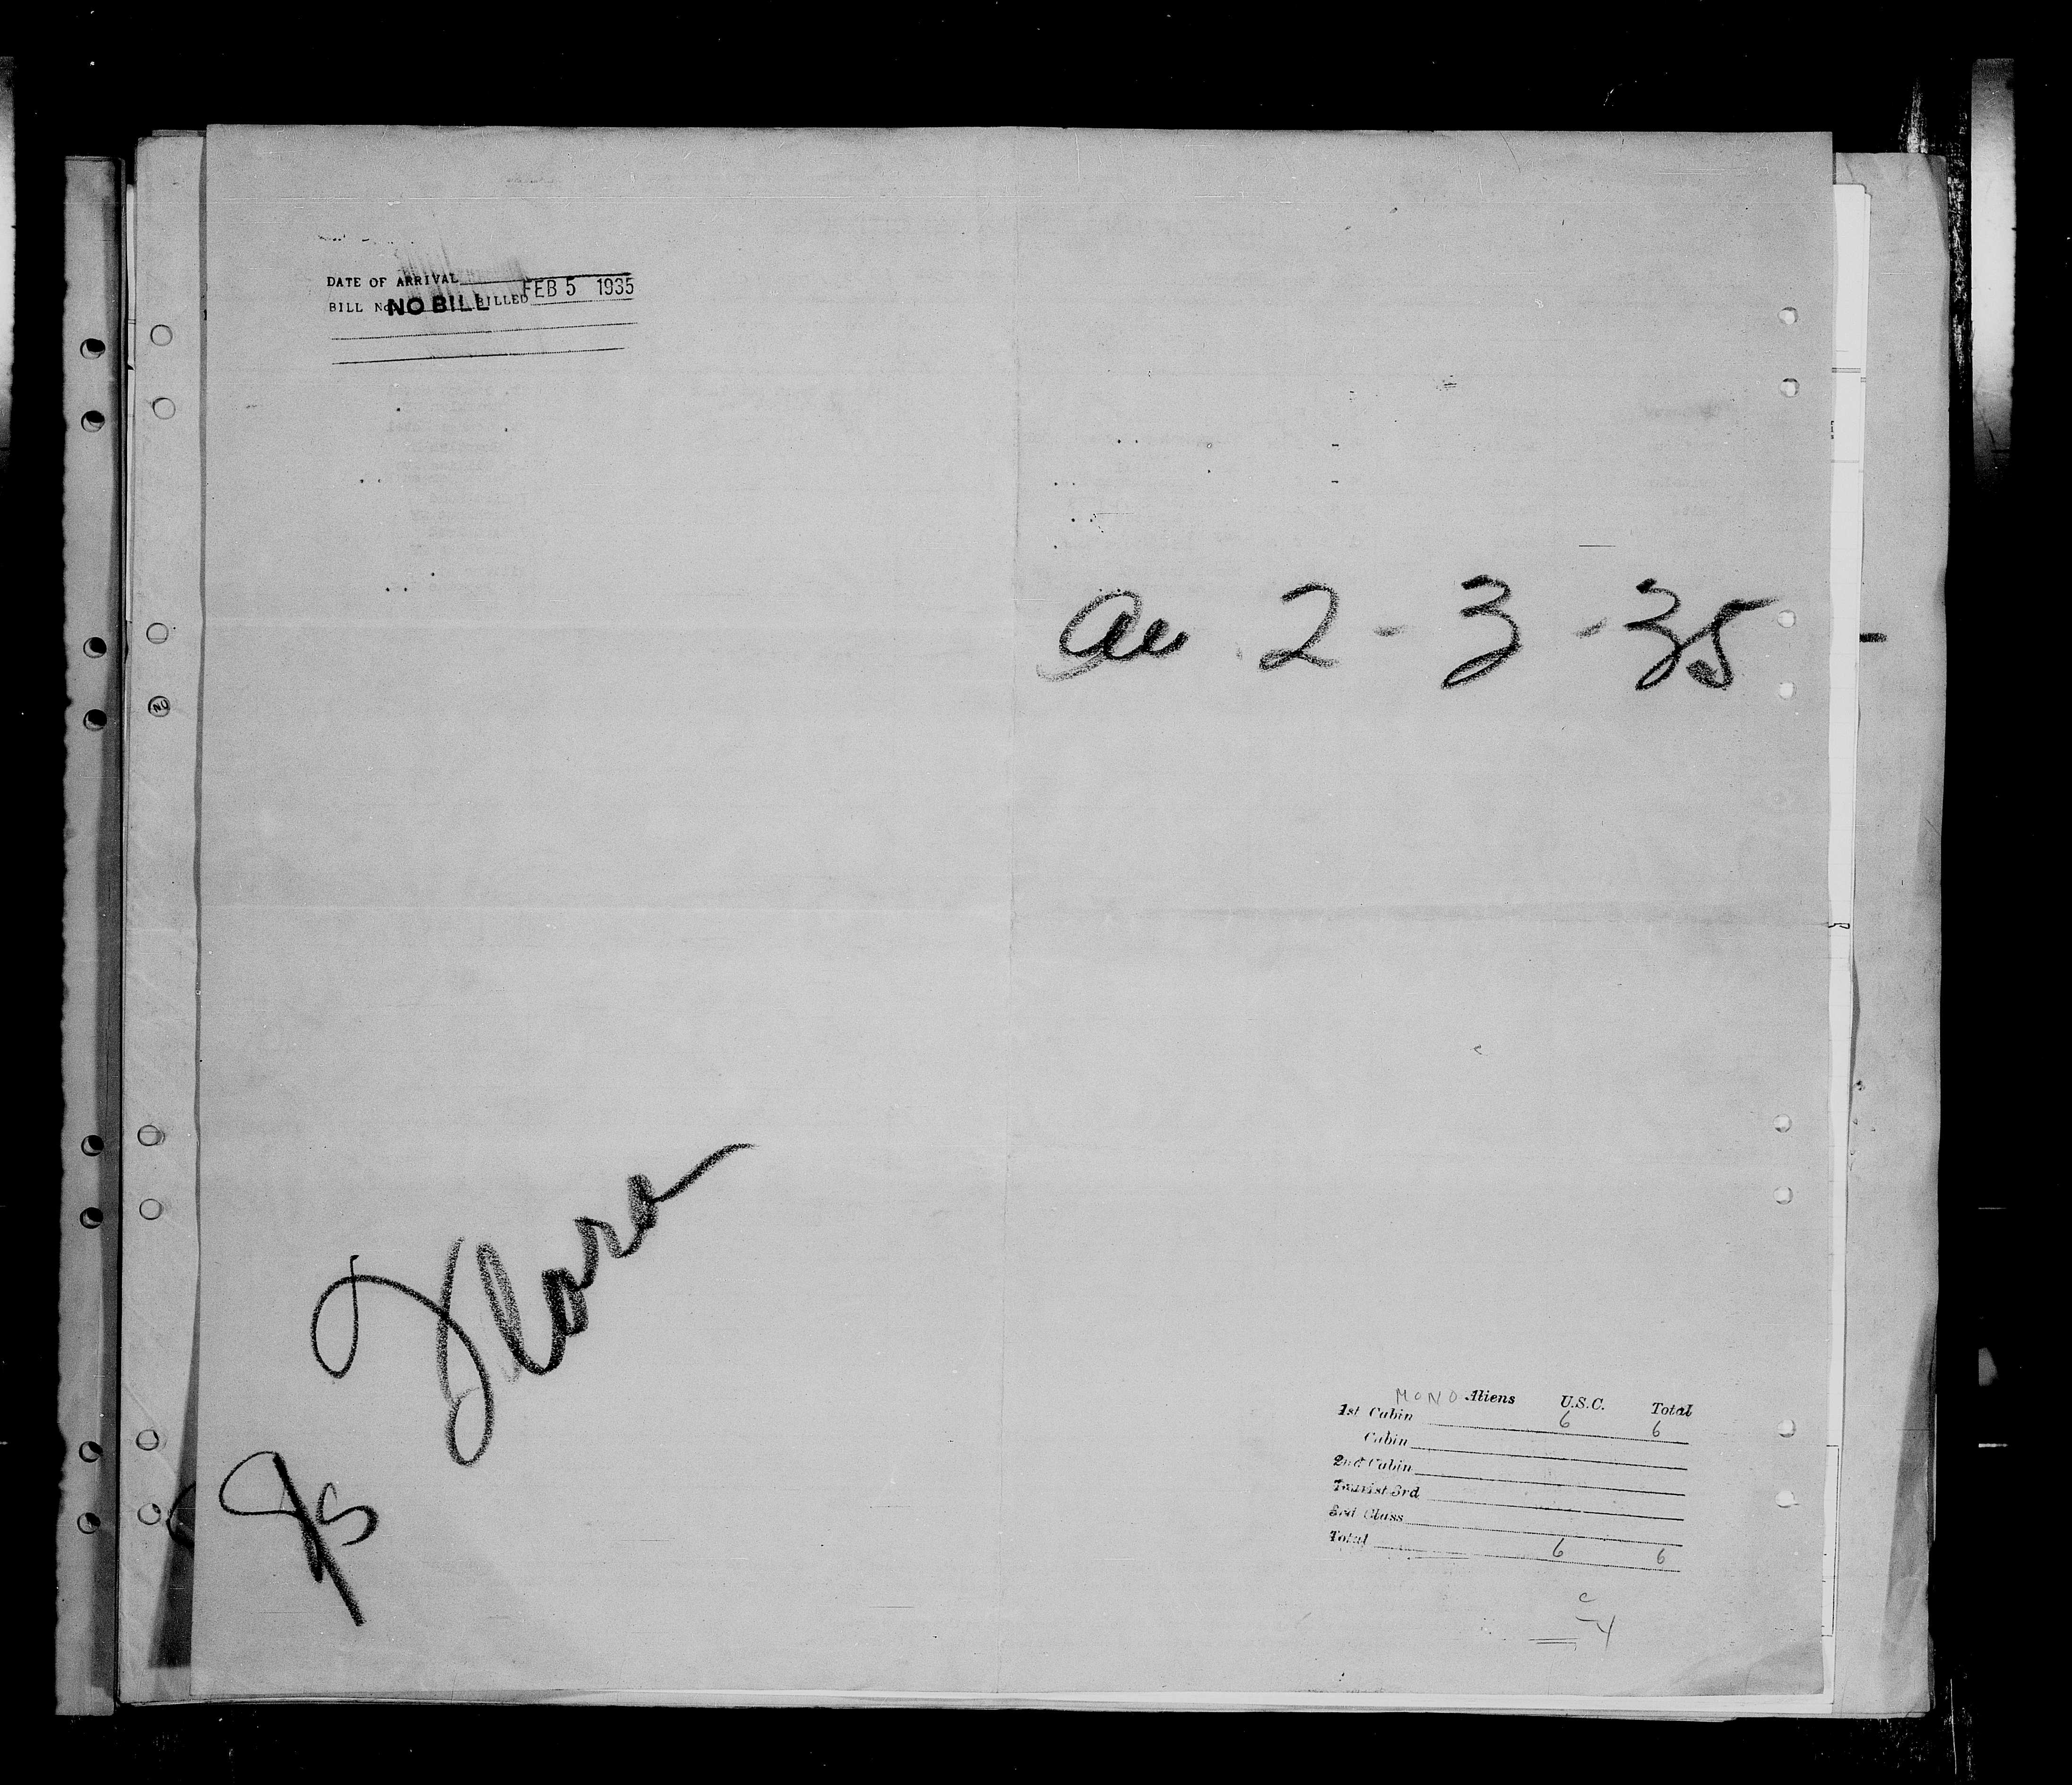 DATE OF ARRIVAL
BILL No. NO BILL BILLED FEB 5 1935
2-3-35
Flora
MONO Aliens U.S.C. Total
1st Cabin 6 6
Cabin
2nd Cabin
Tourist 3rd
3rd Class
Total 6 6